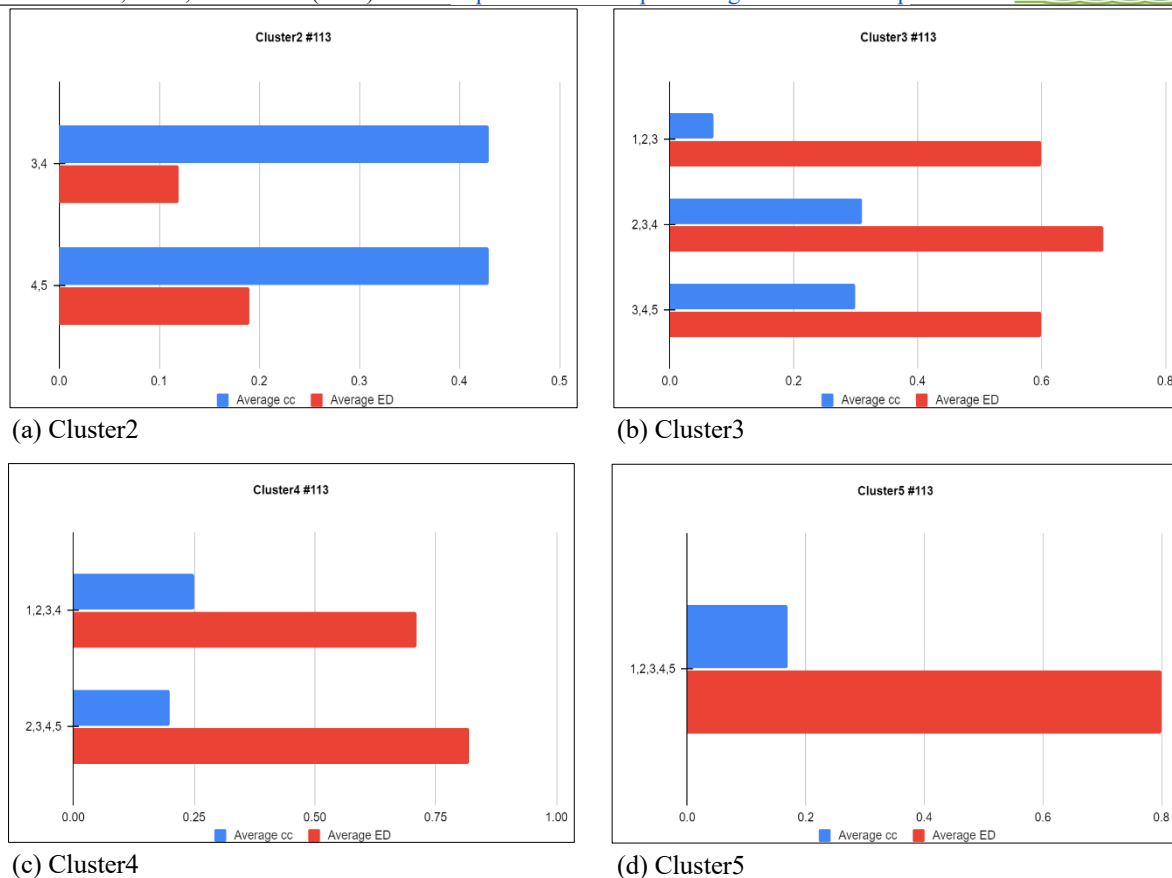 Cluster2 #113
3,4
4,5
0.0 0.1 0.2 0.3 0.4 0.5
Average cc Average ED
(a) Cluster2
Cluster3 #113
1,2,3
2,3,4
3,4,5
0.0 0.2 0.4 0.6 0.8
Average cc Average ED
(b) Cluster3
Cluster4 #113
1,2,3,4
2,3,4,5
0.00 0.25 0.50 0.75 1.00
Average cc Average ED
(c) Cluster4
Cluster5 #113
1,2,3,4,5
0.0 0.2 0.4 0.6 0.8
Average cc Average ED
(d) Cluster5